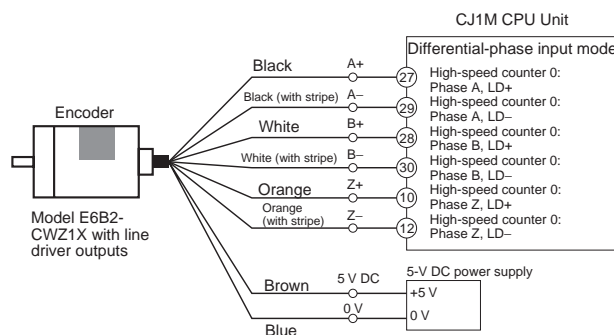 CJ1M CPU Unit
Differential-phase input mode
Black A+ 27 High-speed counter 0:
Phase A, LD+
Black (with stripe) A− 29 High-speed counter 0:
Phase A, LD−
Encoder
White B+ 28 High-speed counter 0:
Phase B, LD+
White (with stripe) B− 30 High-speed counter 0:
Phase B, LD−
Orange Z+ 10 High-speed counter 0:
Phase Z, LD+
Orange
(with stripe) Z− 12 High-speed counter 0:
Phase Z, LD−
Model E6B2-
CWZ1X with line
driver outputs
5-V DC power supply
Brown 5 V DC +5 V
Blue 0 V 0 V